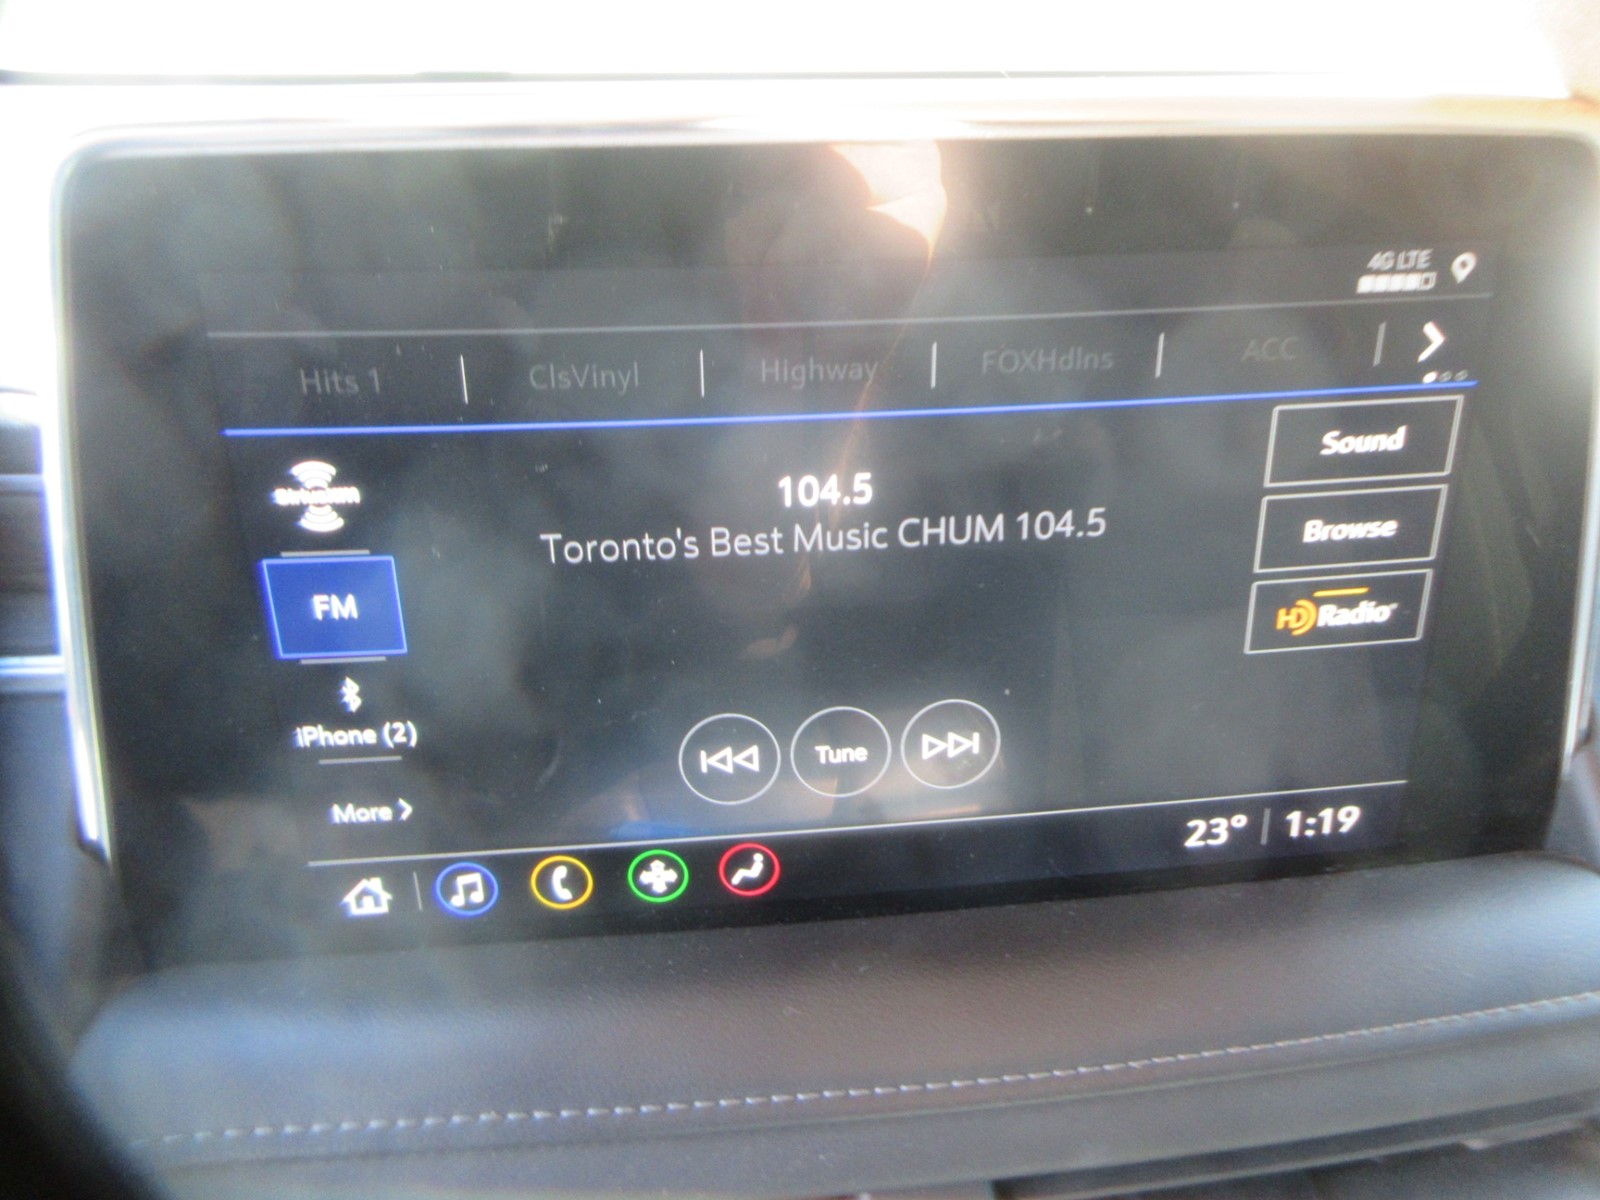 4G LTE
Hits 1 | ClsVinyl | Highway | FOXHdlns | ACC
Sound
SiriusXM
104.5
Toronto's Best Music CHUM 104.5
Browse
FM
HD Radio
iPhone (2)
Tune
More
23° | 1:19